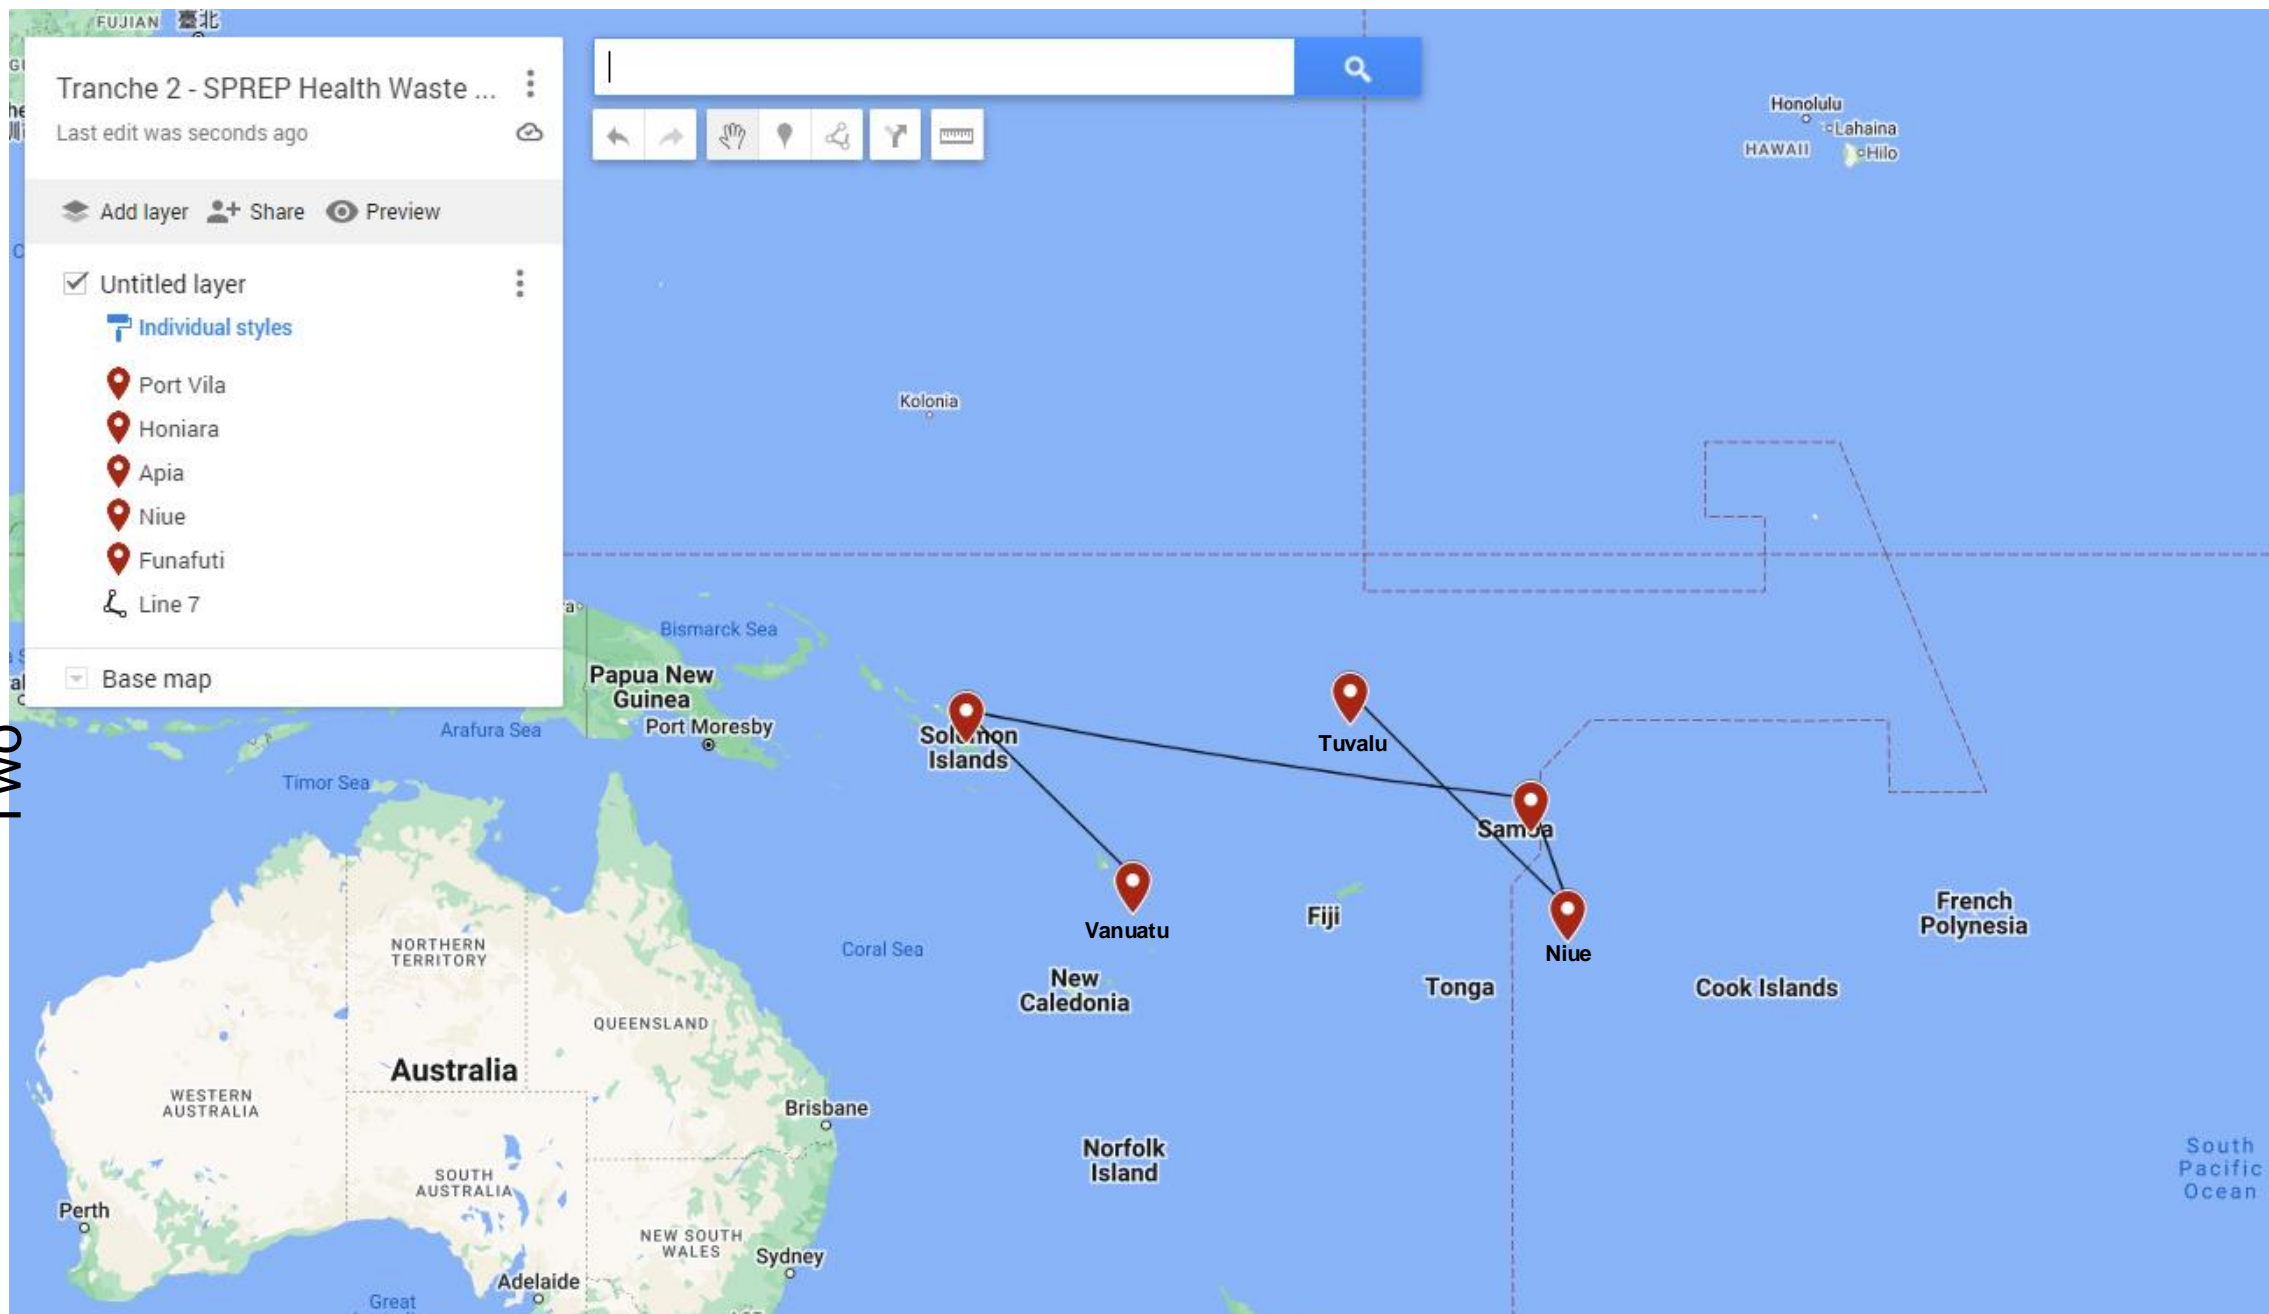 FUJIAN 臺北
Tranche 2 - SPREP Health Waste ...
Last edit was seconds ago
Add layer Share Preview
Untitled layer
Individual styles
Port Vila
Honiara
Apia
Niue
Funafuti
Line 7
Base map
Honolulu
Lahaina
HAWAII
Hilo
Kolonia
Bismarck Sea
Papua New
Guinea
Port Moresby
Arafura Sea
Timor Sea
Solomon
Islands
Tuvalu
Samoa
Vanuatu
Fiji
Niue
French
Polynesia
Coral Sea
New
Caledonia
Tonga
Cook Islands
NORTHERN
TERRITORY
QUEENSLAND
Australia
WESTERN
AUSTRALIA
Brisbane
Norfolk
Island
SOUTH
AUSTRALIA
South
Pacific
Ocean
Perth
NEW SOUTH
WALES
Sydney
Adelaide
Great